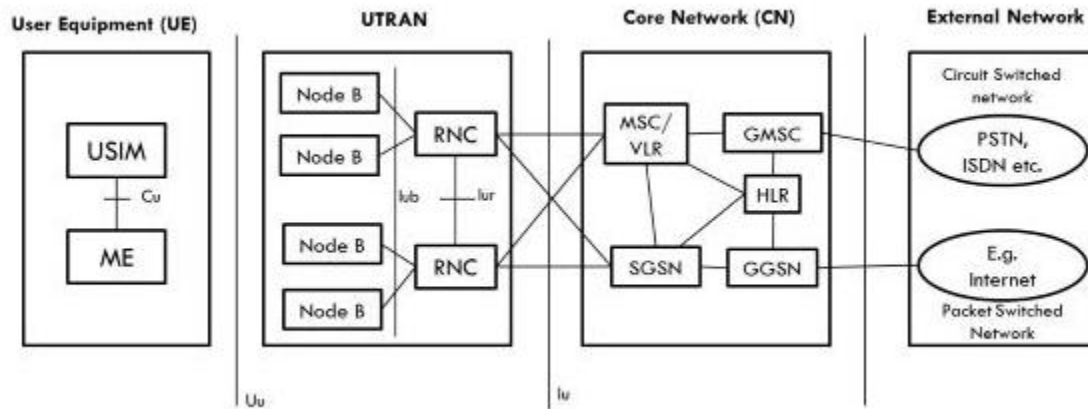 User Equipment (UE)
UTRAN
Core Network (CN)
External Network
USIM
Cu
ME
Node B
Node B
Node B
Node B
RNC
Iub
Iur
RNC
MSC/
VLR
GMSC
HLR
SGSN
GGSN
Circuit Switched
network
PSTN,
ISDN etc.
E.g.
Internet
Packet Switched
Network
Uu
Iu